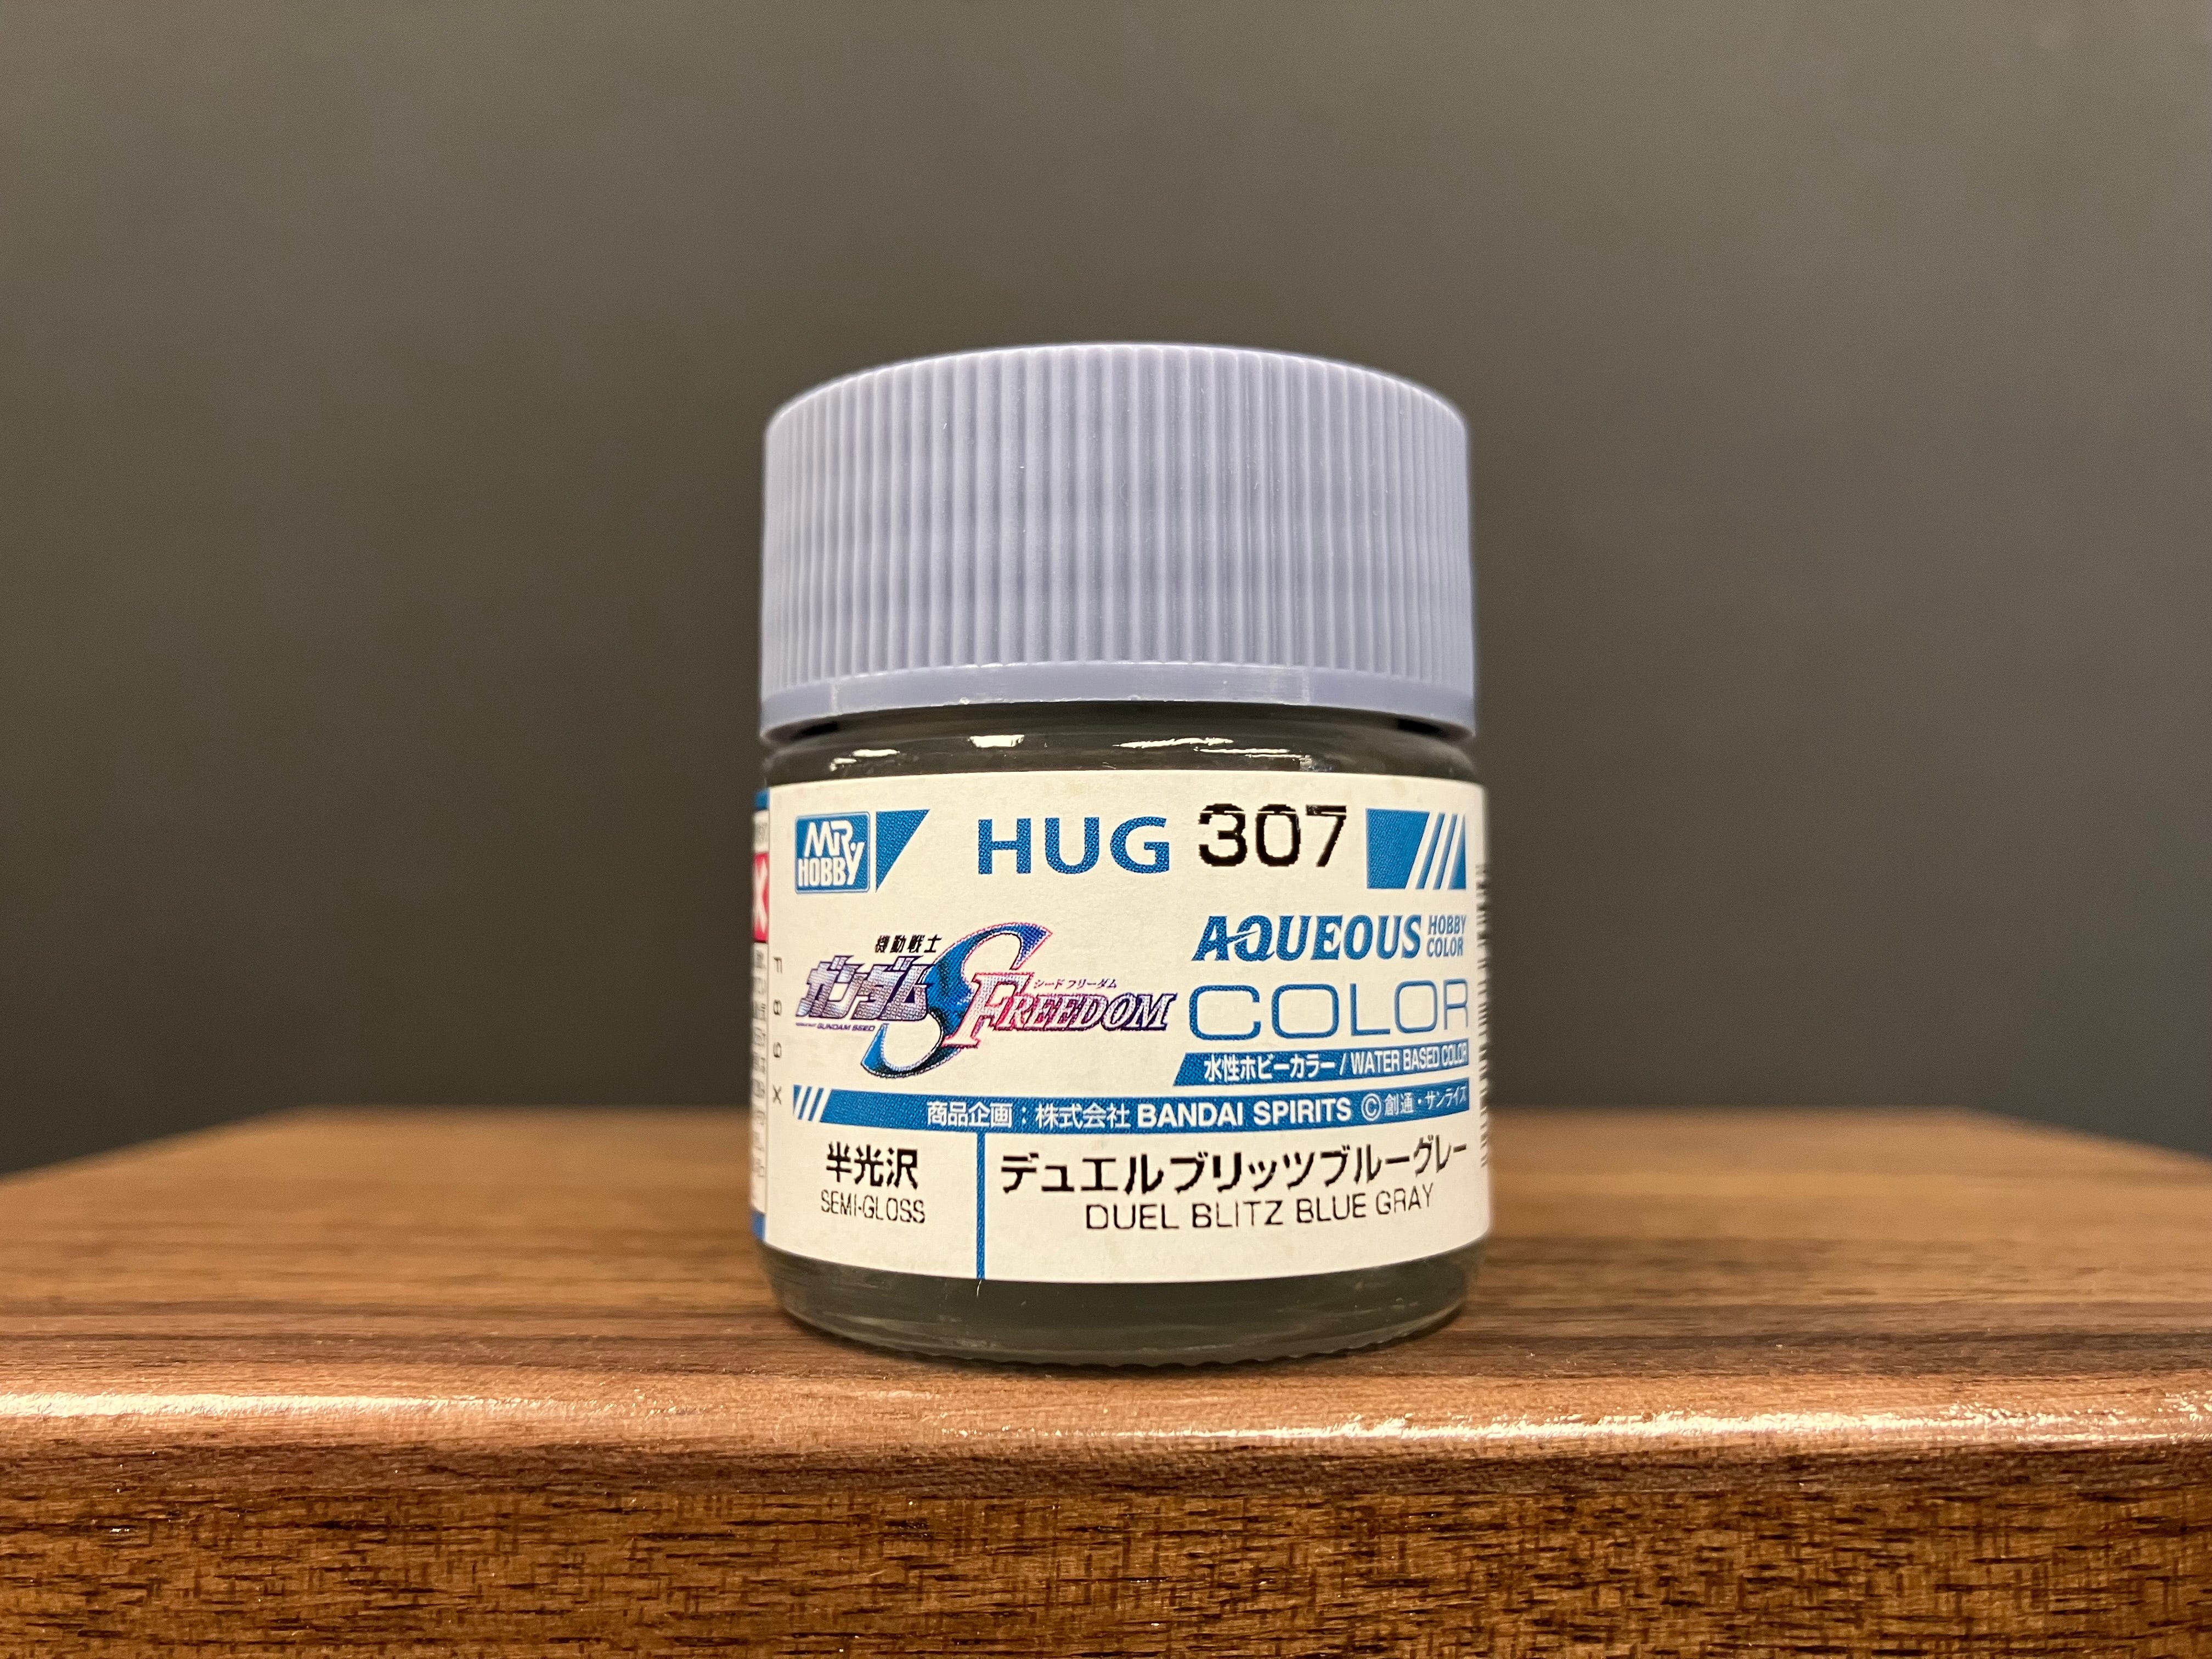 MR HOBBY
HUG 307
機動戦士
ガンダム SFREEDOM
シード フリーダム
GUNDAM SEED
AQUEOUS HOBBY COLOR
COLOR
水性ホビーカラー / WATER BASED COLOR
商品企画：株式会社 BANDAI SPIRITS ©創通・サンライズ
半光沢
SEMI-GLOSS
デュエルブリッツブルーグレー
DUEL BLITZ BLUE GRAY